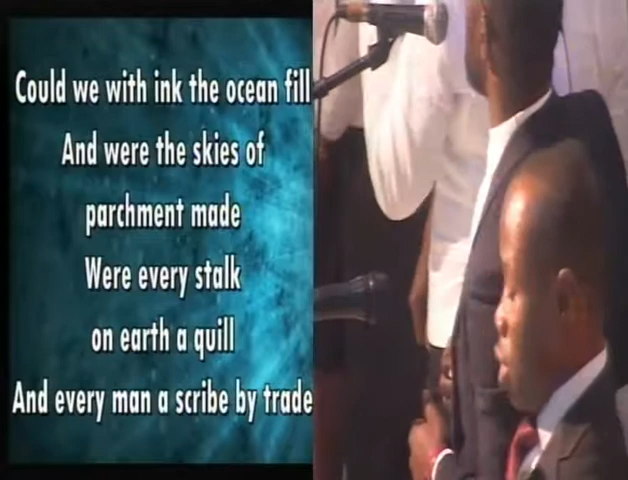 Could we with ink the ocean fill
And were the skies of
parchment made
Were every stalk
on earth a quill
And every man a scribe by trade